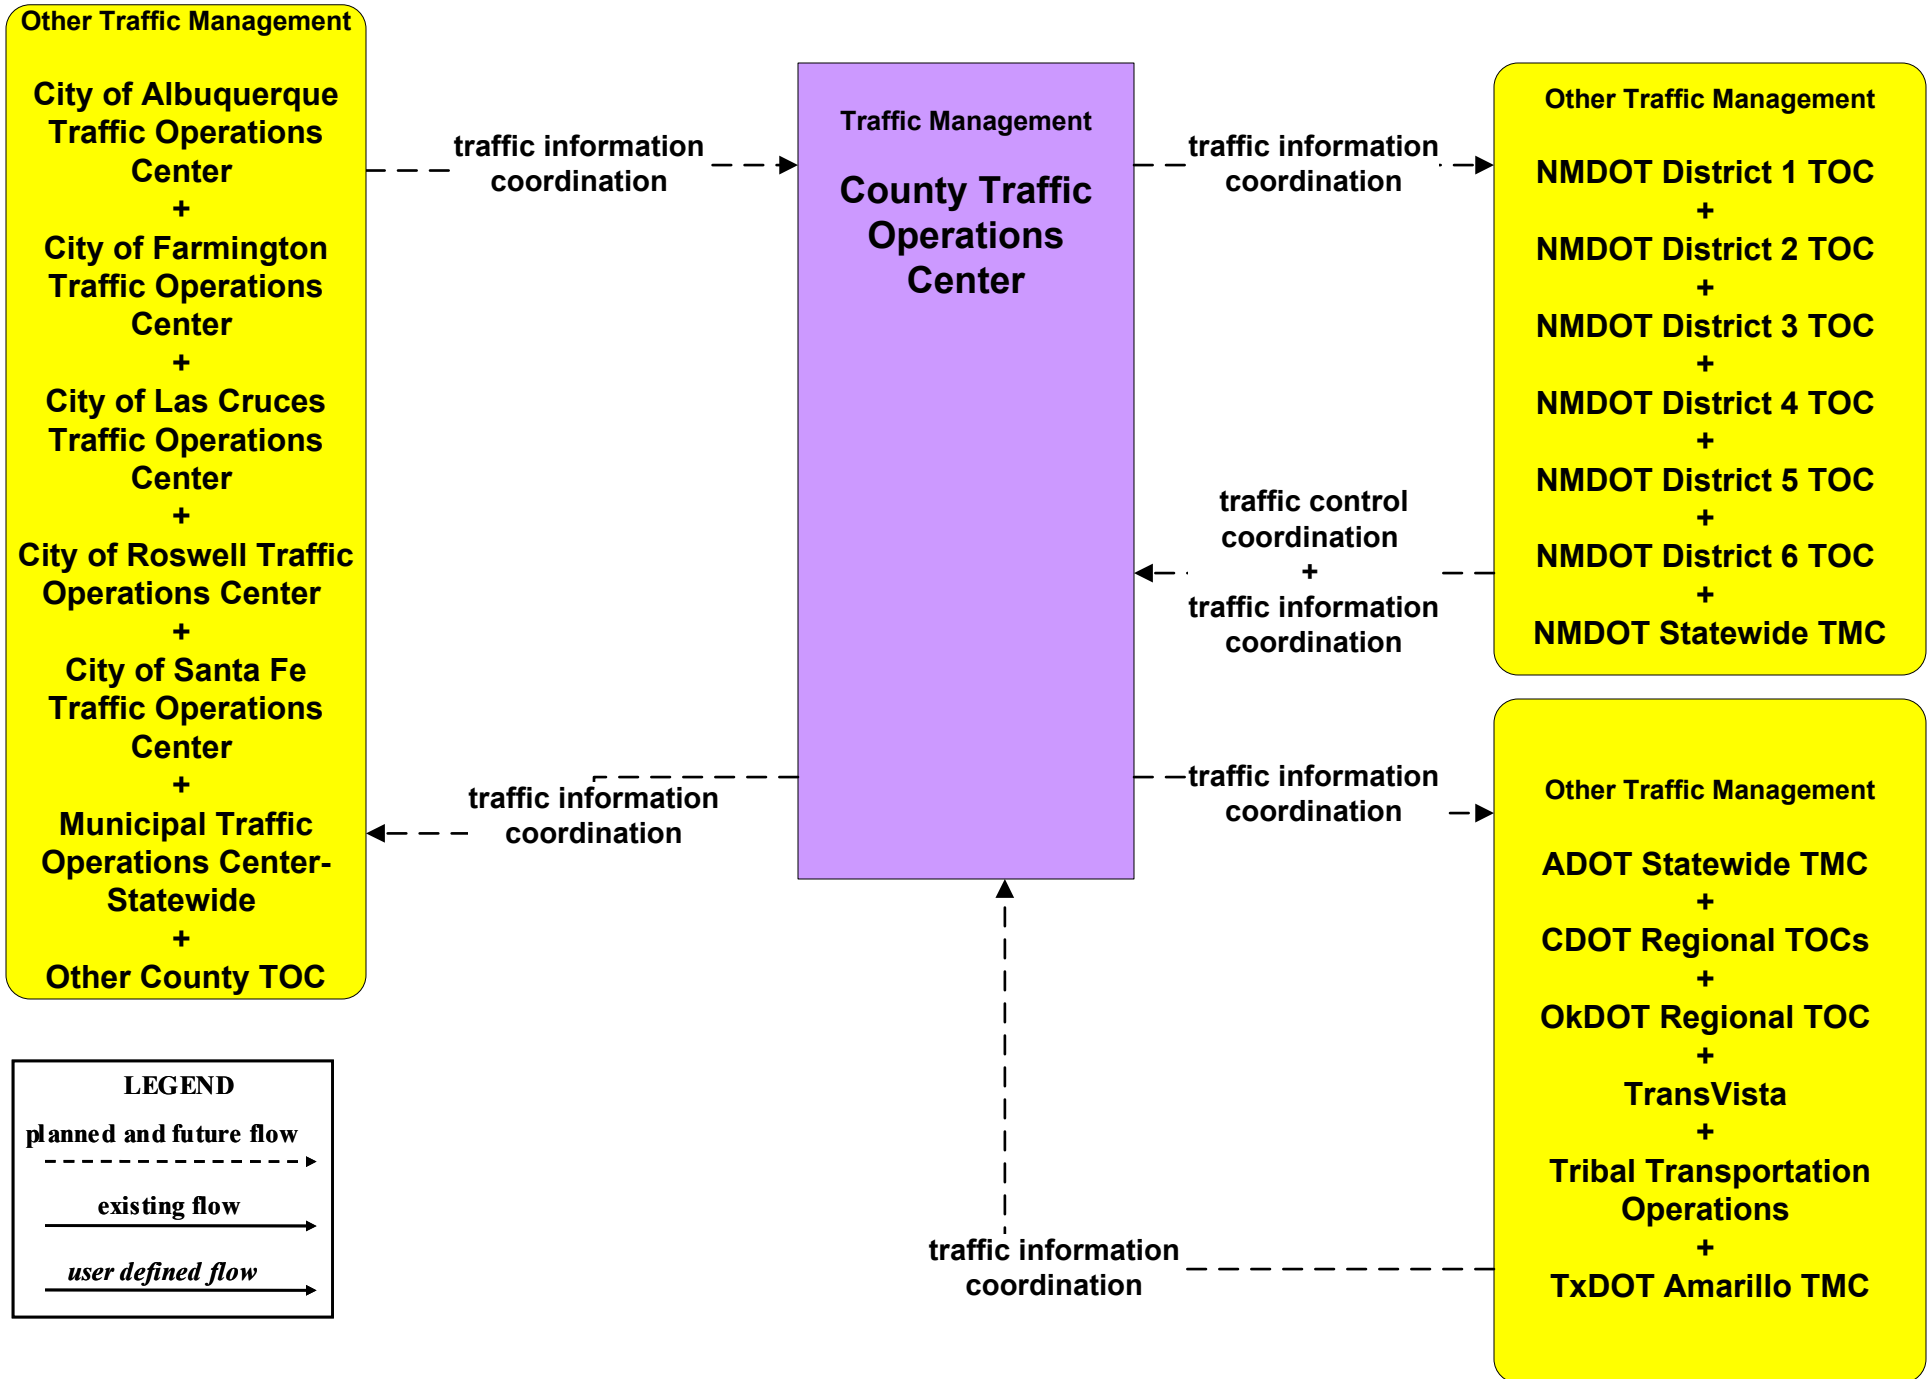 Other Traffic Management
City of Albuquerque
Traffic Operations
Center
+
City of Farmington
Traffic Operations
Center
+
City of Las Cruces
Traffic Operations
Center
+
City of Roswell Traffic
Operations Center
+
City of Santa Fe
Traffic Operations
Center
+
Municipal Traffic
Operations Center-
Statewide
+
Other County TOC
traffic information
coordination
traffic information
coordination
Traffic Management
County Traffic
Operations
Center
traffic information
coordination
traffic control
coordination
+
traffic information
coordination
traffic information
coordination
traffic information
coordination
Other Traffic Management
NMDOT District 1 TOC
+
NMDOT District 2 TOC
+
NMDOT District 3 TOC
+
NMDOT District 4 TOC
+
NMDOT District 5 TOC
+
NMDOT District 6 TOC
+
NMDOT Statewide TMC
Other Traffic Management
ADOT Statewide TMC
+
CDOT Regional TOCs
+
OkDOT Regional TOC
+
TransVista
+
Tribal Transportation
Operations
+
TxDOT Amarillo TMC
LEGEND
planned and future flow
existing flow
user defined flow